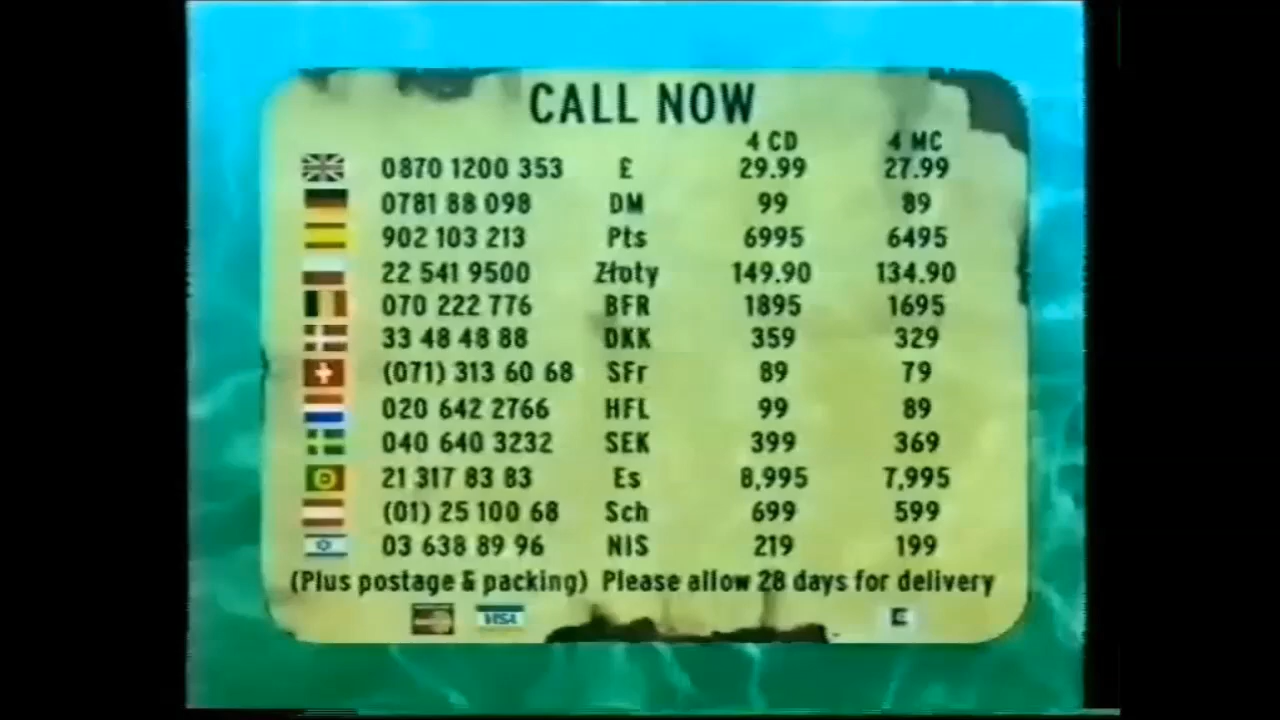 CALL NOW
4 CD 4 MC
0870 1200 353 £ 29.99 27.99
0781 88 098 DM 99 89
902 103 213 Pts 6995 6495
22 541 9500 Złoty 149.90 134.90
070 222 776 BFR 1895 1695
33 48 48 88 DKK 359 329
(071) 313 60 68 SFr 89 79
020 642 2766 HFL 99 89
040 640 3232 SEK 399 369
21 317 83 83 Es 8,995 7,995
(01) 25 100 68 Sch 699 599
03 638 89 96 NIS 219 199
(Plus postage & packing) Please allow 28 days for delivery
VISA